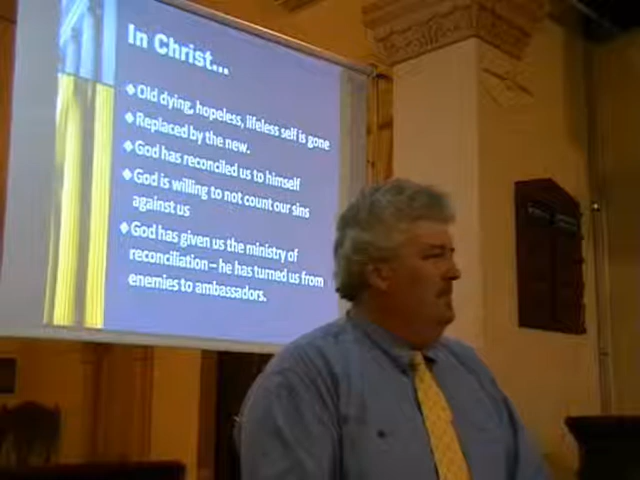 In Christ...
❖Old dying, hopeless, lifeless self is gone
❖Replaced by the new.
❖God has reconciled us to himself
❖God is willing to not count our sins
against us
❖God has given us the ministry of
reconciliation – he has turned us from
enemies to ambassadors.